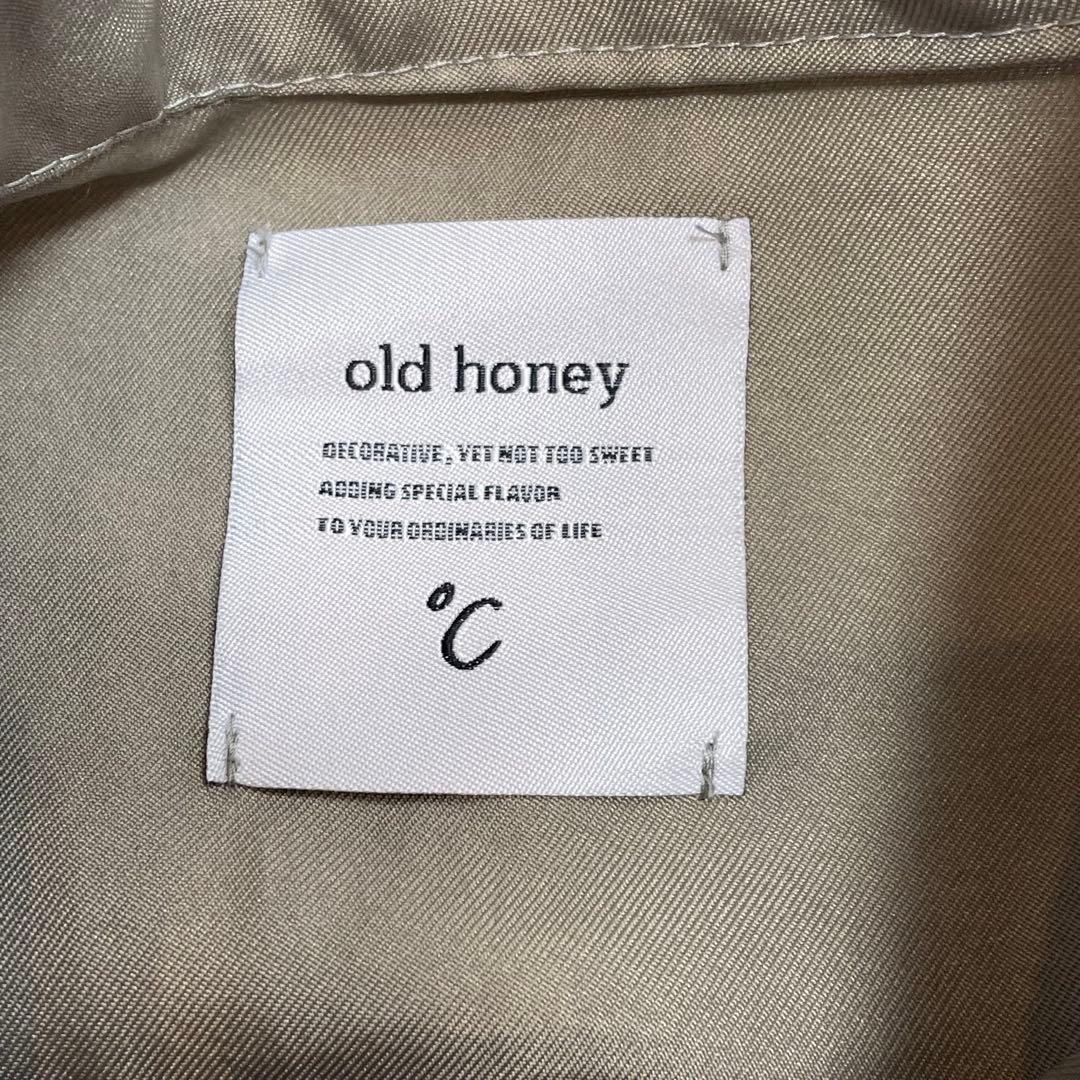 old honey
DECORATIVE, YET NOT TOO SWEET
ADDING SPECIAL FLAVOR
TO YOUR ORDINARIES OF LIFE
°C